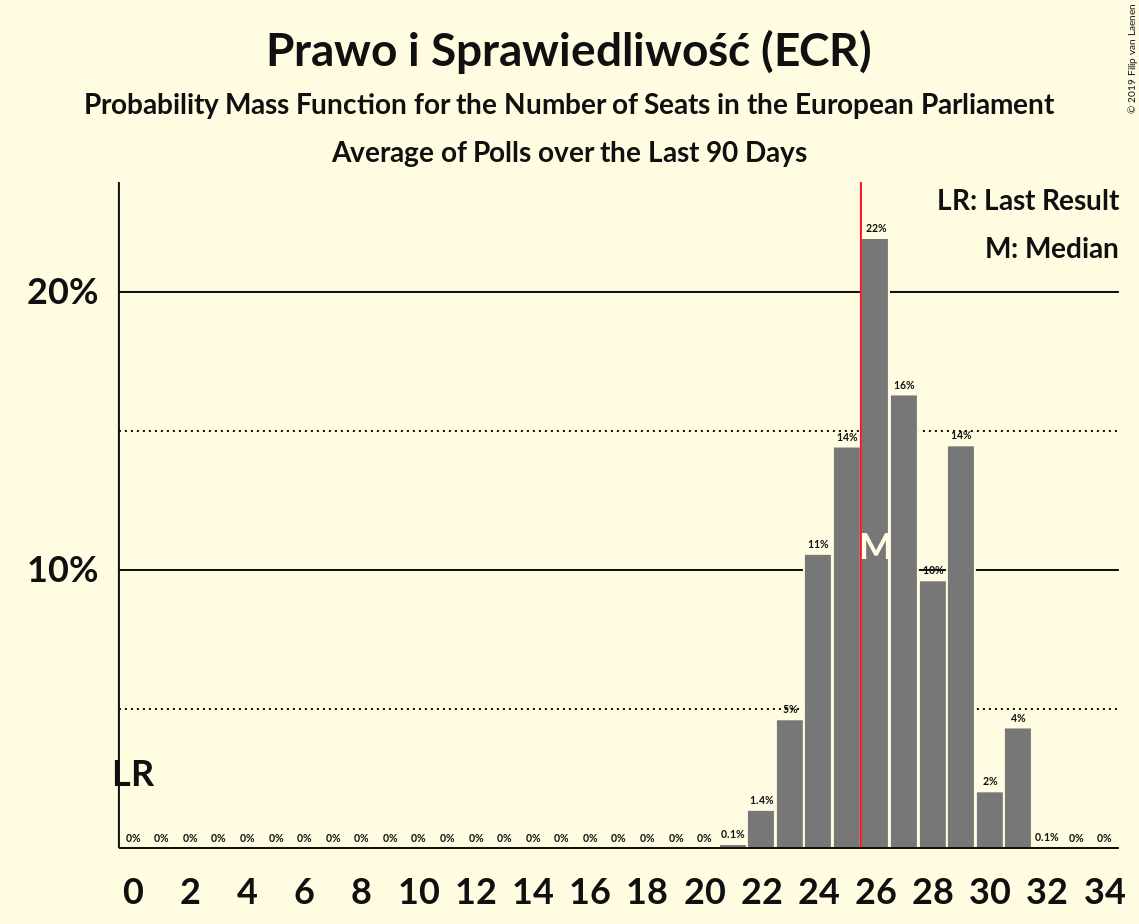 Prawo i Sprawiedliwość (ECR)
Probability Mass Function for the Number of Seats in the European Parliament
Average of Polls over the Last 90 Days
© 2019 Filip van Laenen
LR: Last Result
M: Median
22%
20%
16%
14% 14%
M
11%
10% 10%
5%
4%
LR
2%
1.4%
0% 0% 0% 0% 0% 0% 0% 0% 0% 0% 0% 0% 0% 0% 0% 0% 0% 0% 0% 0% 0% 0.1% 0.1% 0% 0%
0 2 4 6 8 10 12 14 16 18 20 22 24 26 28 30 32 34